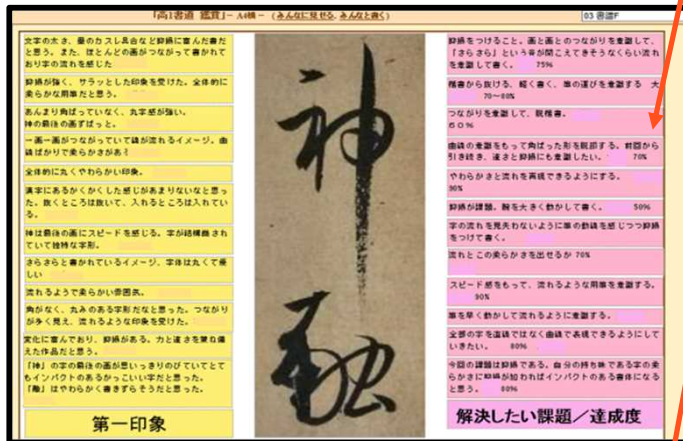 「高1書道 鑑賞」- A4横 - （みんなに見せる、みんなと書く）
03 書道F
文字の太さ、墨のカスレ具合など抑揚に富んだ書だ
と思う。また、ほとんどの画がつながって書かれて
おり字の流れを感じた
抑揚が強く、サラッとした印象を受けた。全体的に
柔らかな用筆だと思う。
あんまり角ばっていなく、丸字感が強い。
神の最後の画ずばっと。
一画一画がつながっていて線が流れるイメージ。曲
線ばかりで柔らかさがある
全体的に丸くやわらかい印象。
漢字にあるかくかくした感じがあまりないなと思っ
た。抜くところは抜いて、入れるところは入れてい
る。
神は最後の画にスピードを感じる。字が結構崩され
ていて独特な字形。
さらさらと書かれているイメージ、字体は丸くて優
しい
流れるようで柔らかい雰囲気。
角がなく、丸みのある字形だなと思った。つながり
が多く見え、流れるような印象を受けた。
変化に富んでおり、抑揚がある。力と速さを兼ね備
えた作品だと思う。
「神」の字の最後の画が思いっきりのびていてとて
もインパクトのあるかっこいい字だと思った。
「融」はやわらかく書きずらそうだと思った。
第一印象
神融
抑揚をつけること。画と画とのつながりを意識して、
「さらさら」という音が聞こえてきそうなくらい流れ
を意識して書く。 75%
楷書から抜ける、軽く書く、筆の運びを意識する 大
70～80%
つながりを意識して、脱楷書。
６０％
曲線の意識をもって角ばった形を脱却する。前回から
引き続き、速さと抑揚にも意識したい。 70%
やわらかさと流れを再現できるようにする。
90%
抑揚が課題。腕を大きく動かして書く。 50%
字の流れを見失わないように筆の動線を感じつつ抑揚
をつけて書く。
流れとこの柔らかさを出せるか 70%
スピード感をもって、流れるような用筆を意識する。
90%
筆を早く動かして流れるように意識する。
全部の字を直線ではなく曲線で表現できるようにして
いきたい。 80%
今回の課題は抑揚である。自分の持ち味である字の柔
らかさに抑揚が加わればインパクトのある書体になる
と思う。 80%
解決したい課題／達成度